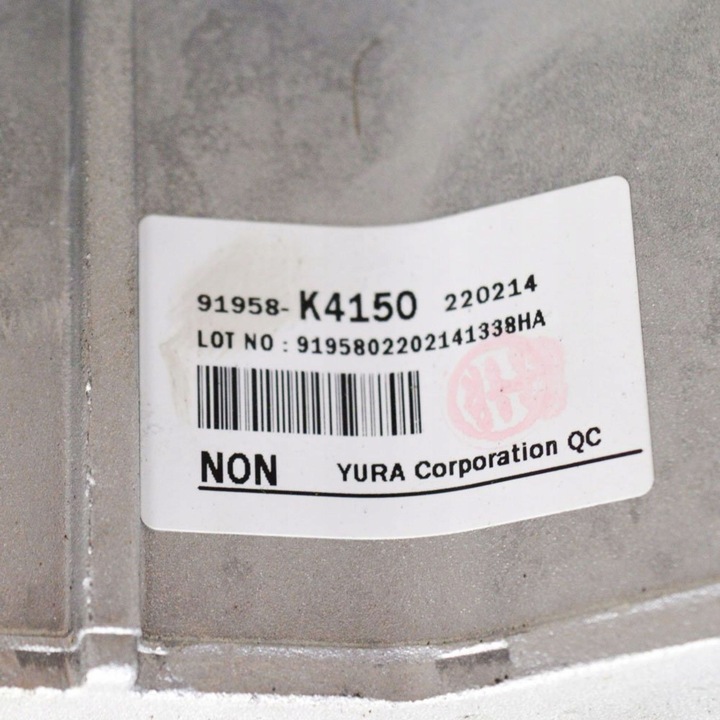 91958-K4150 220214
LOT NO : 9195802202141338HA
NON YURA Corporation QC